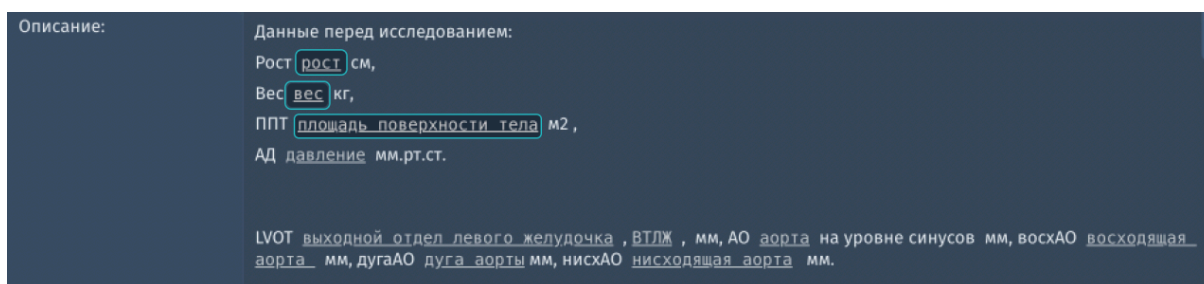 Описание:
Данные перед исследованием:
Рост рост см,
Вес вес кг,
ППТ площадь поверхности тела м2 ,
АД давление мм.рт.ст.
LVOT выходной отдел левого желудочка , ВТЛЖ , мм, АО аорта на уровне синусов мм, восхАО восходящая
аорта мм, дугаАО дуга аорты мм, нисхАО нисходящая аорта мм.